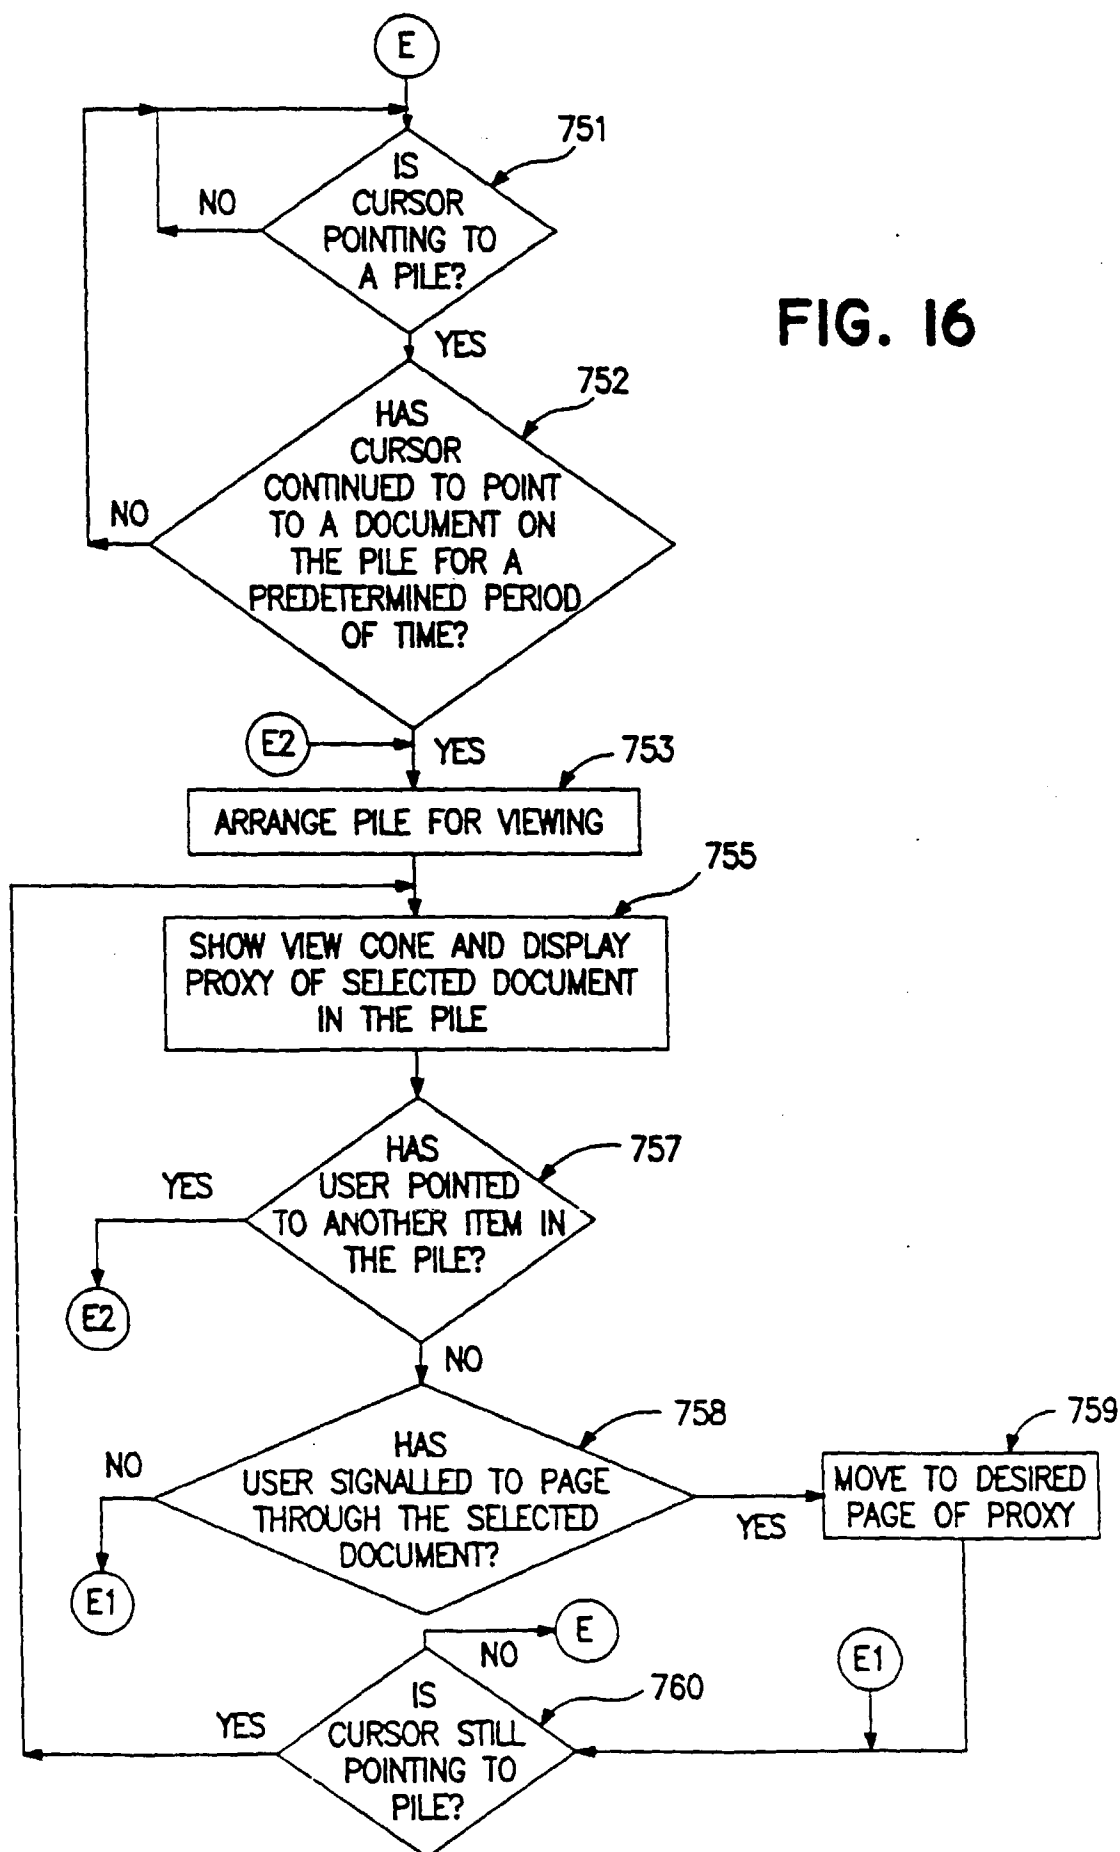 E
751
IS
CURSOR
POINTING TO
A PILE?
NO
FIG. 16
YES
752
HAS
CURSOR
CONTINUED TO POINT
TO A DOCUMENT ON
THE PILE FOR A
PREDETERMINED PERIOD
OF TIME?
NO
E2
YES
753
ARRANGE PILE FOR VIEWING
755
SHOW VIEW CONE AND DISPLAY
PROXY OF SELECTED DOCUMENT
IN THE PILE
757
HAS
USER POINTED
TO ANOTHER ITEM IN
THE PILE?
YES
E2
NO
758
HAS
USER SIGNALLED TO PAGE
THROUGH THE SELECTED
DOCUMENT?
NO
E1
YES
759
MOVE TO DESIRED
PAGE OF PROXY
E
NO
E1
760
IS
CURSOR STILL
POINTING TO
PILE?
YES